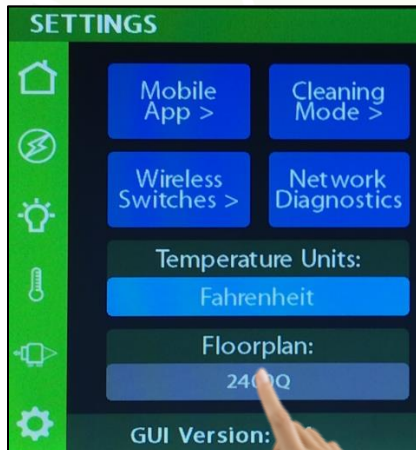 SETTINGS
Mobile
App >
Cleaning
Mode >
Wireless
Switches >
Network
Diagnostics
Temperature Units:
Fahrenheit
Floorplan:
GUI Version: